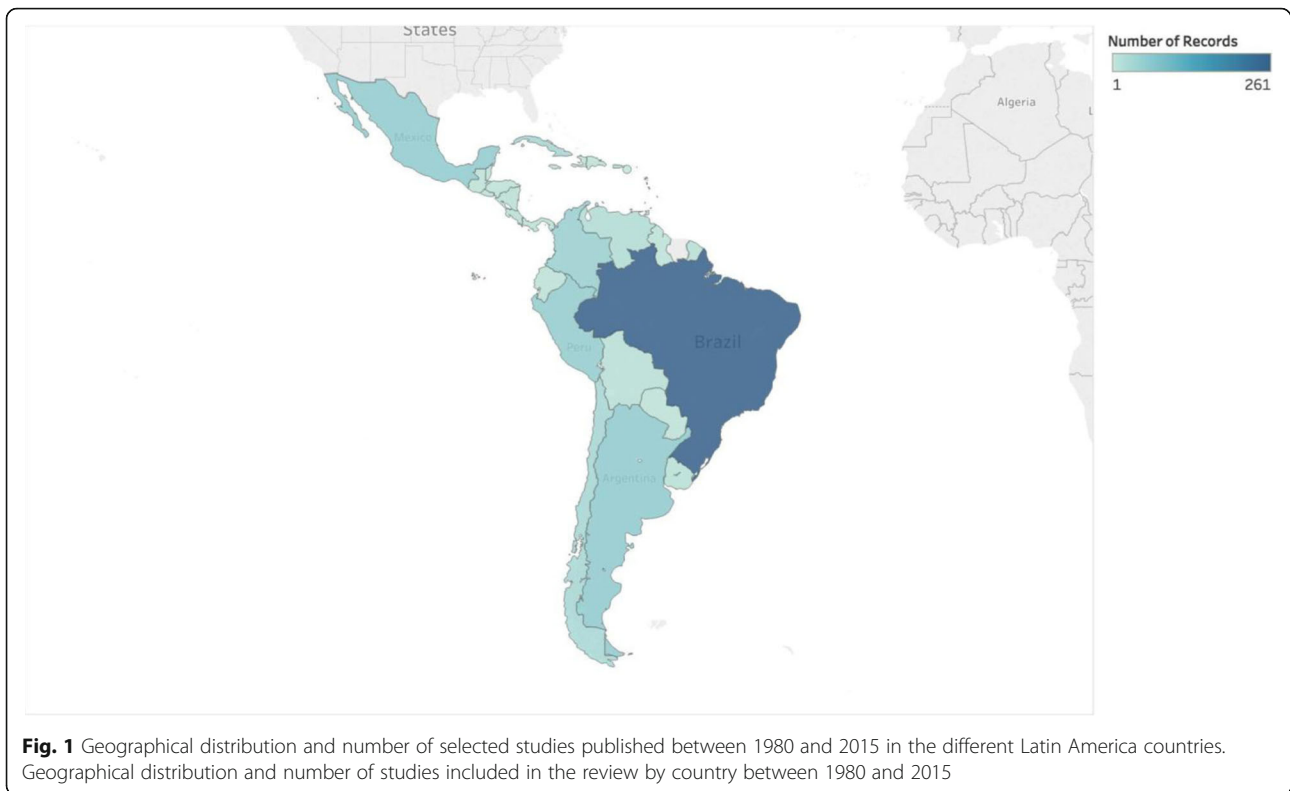 States
Number of Records
1 261
Algeria
L
Mexico
Brazil
Peru
Argentina
Fig. 1 Geographical distribution and number of selected studies published between 1980 and 2015 in the different Latin America countries.
Geographical distribution and number of studies included in the review by country between 1980 and 2015